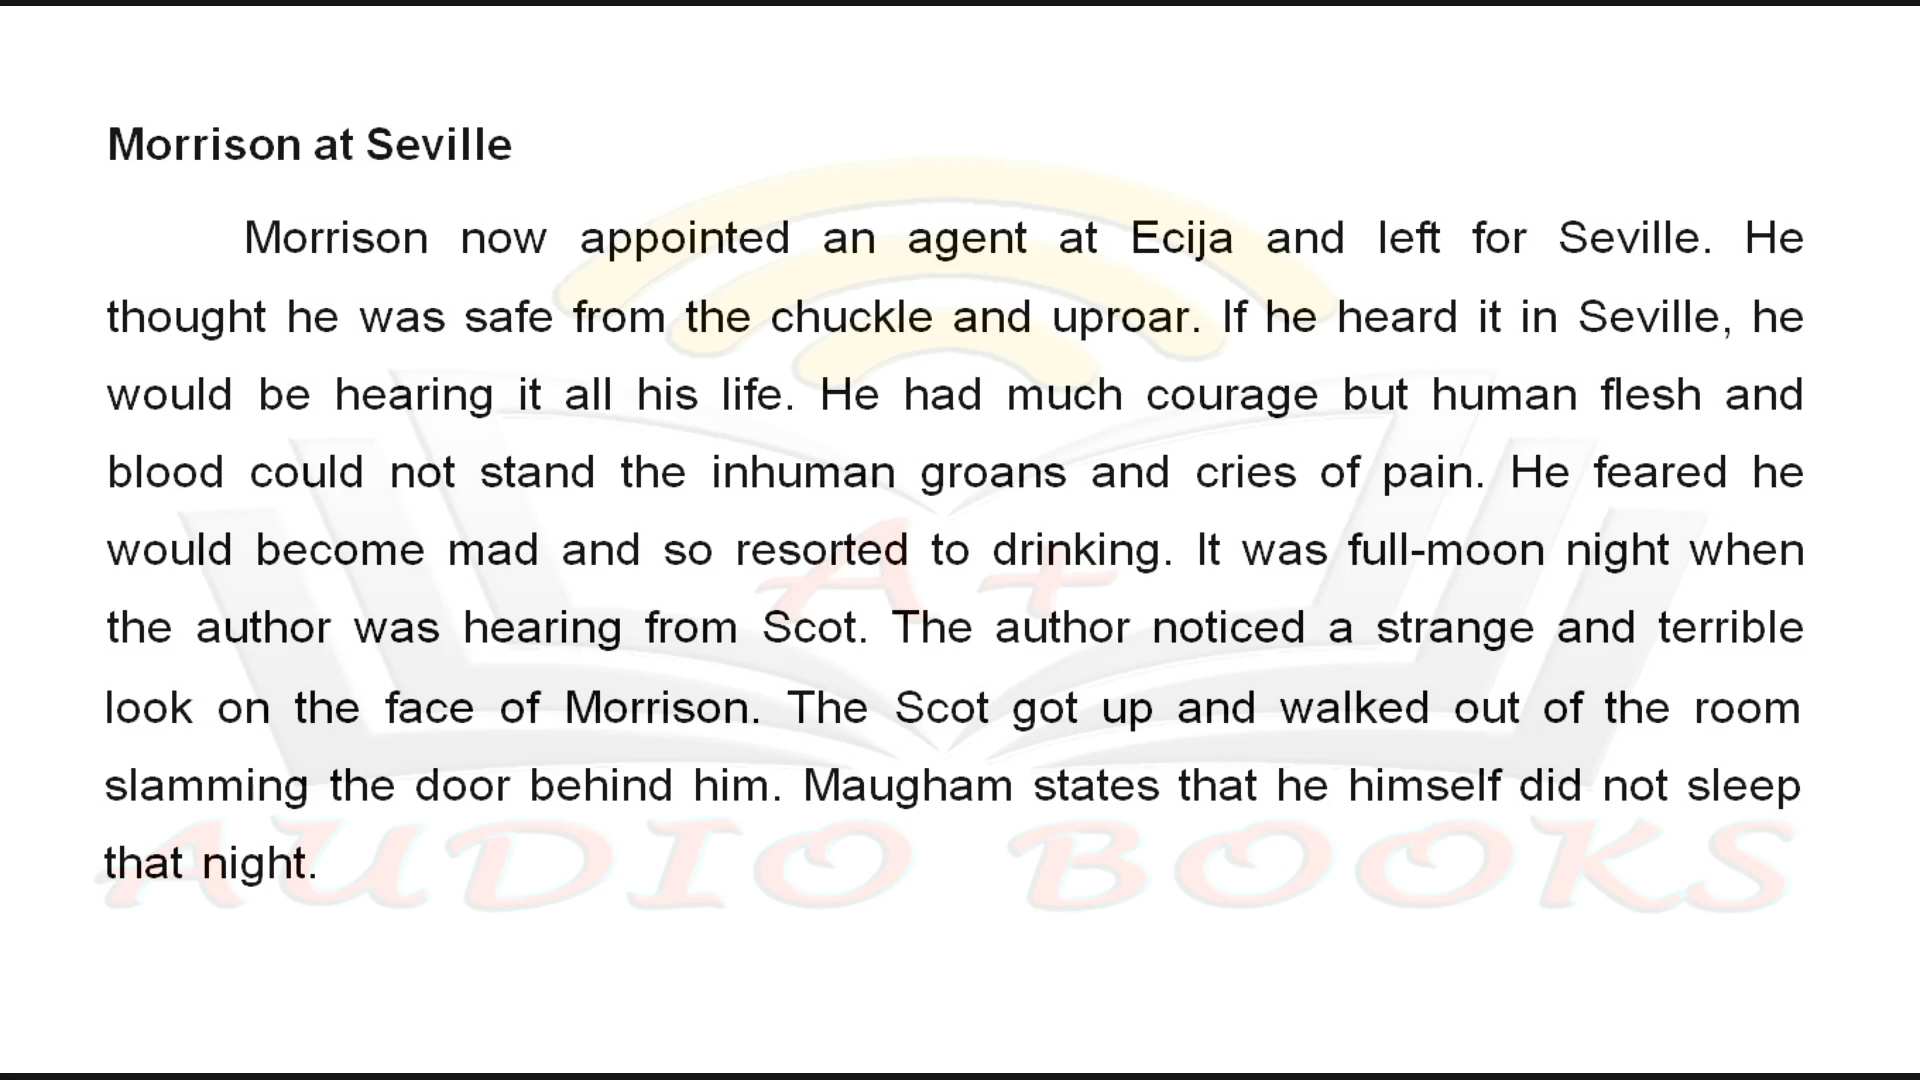 Morrison at Seville
Morrison now appointed an agent at Ecija and left for Seville. He
thought he was safe from the chuckle and uproar. If he heard it in Seville, he
would be hearing it all his life. He had much courage but human flesh and
blood could not stand the inhuman groans and cries of pain. He feared he
would become mad and so resorted to drinking. It was full-moon night when
the author was hearing from Scot. The author noticed a strange and terrible
look on the face of Morrison. The Scot got up and walked out of the room
slamming the door behind him. Maugham states that he himself did not sleep
that night.
A+
AUDIO BOOKS